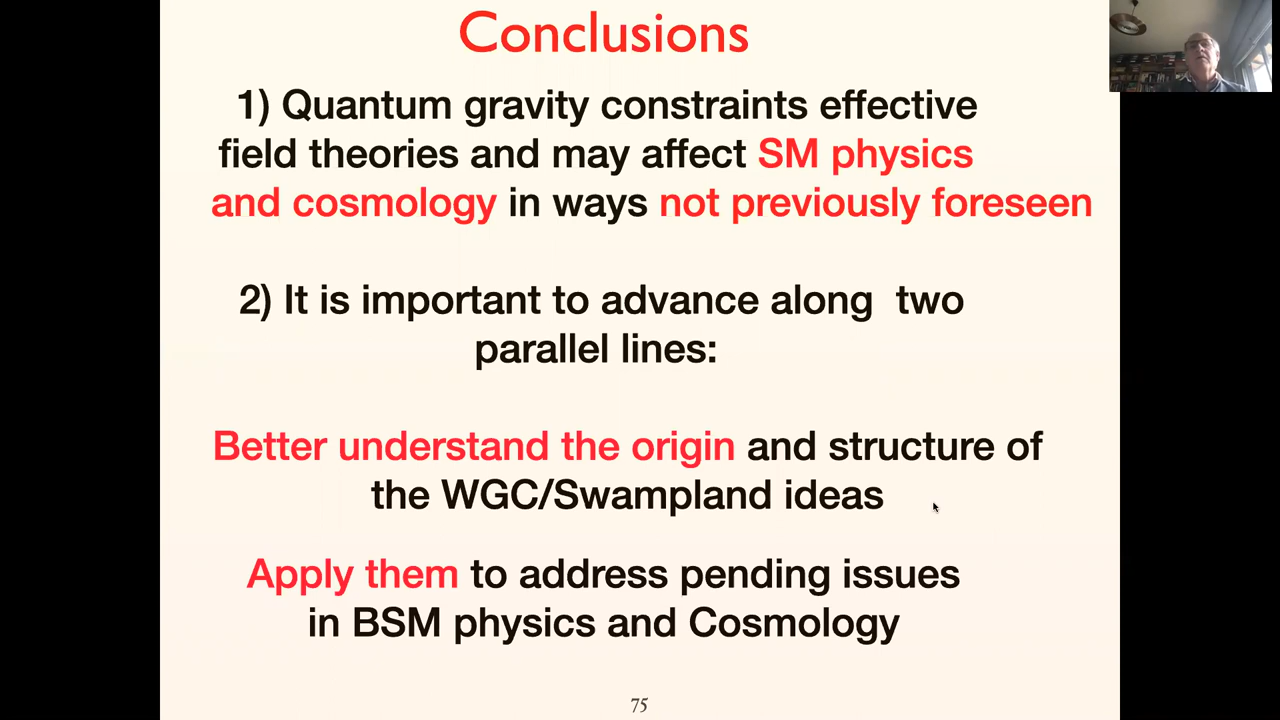 Conclusions
1) Quantum gravity constraints effective
field theories and may affect SM physics
and cosmology in ways not previously foreseen
2) It is important to advance along  two
parallel lines:
Better understand the origin and structure of
the WGC/Swampland ideas
Apply them to address pending issues
in BSM physics and Cosmology
75